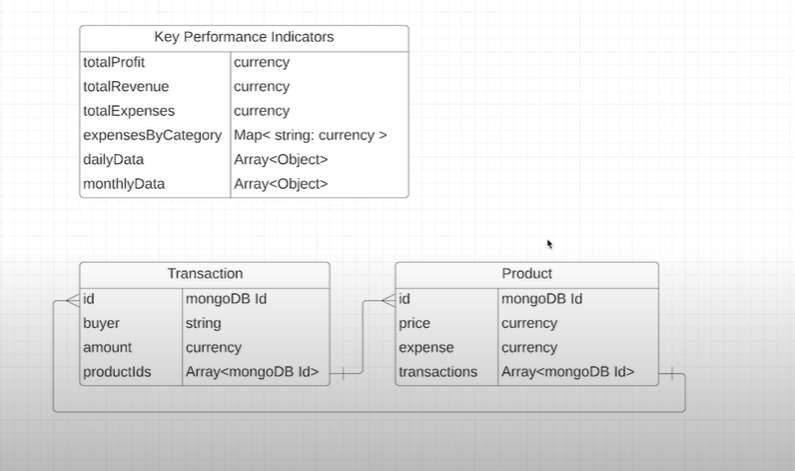 Key Performance Indicators
totalProfit currency
totalRevenue currency
totalExpenses currency
expensesByCategory Map< string: currency >
dailyData Array<Object>
monthlyData Array<Object>
Transaction
id mongoDB Id
buyer string
amount currency
productIds Array<mongoDB Id>
Product
id mongoDB Id
price currency
expense currency
transactions Array<mongoDB Id>